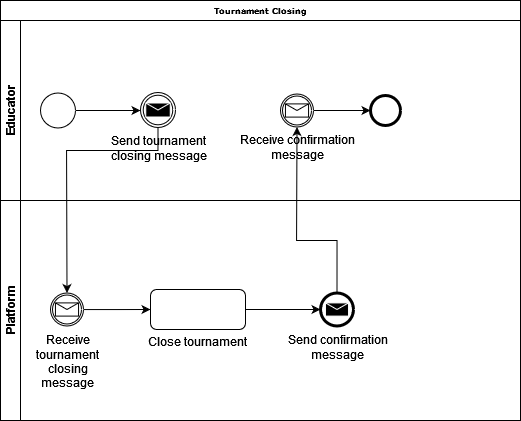 Tournament Closing
Educator
Send tournament
closing message
Receive confirmation
message
Platform
Receive
tournament
closing
message
Close tournament
Send confirmation
message